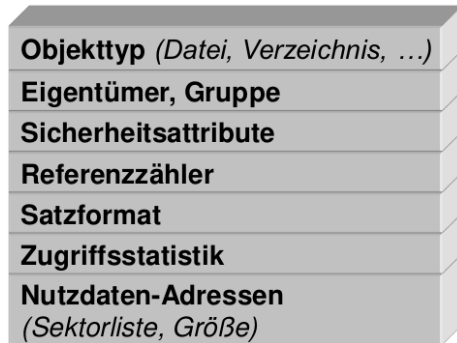 Objekttyp (Datei, Verzeichnis, …)
Eigentümer, Gruppe
Sicherheitsattribute
Referenzzähler
Satzformat
Zugriffsstatistik
Nutzdaten-Adressen
(Sektorliste, Größe)